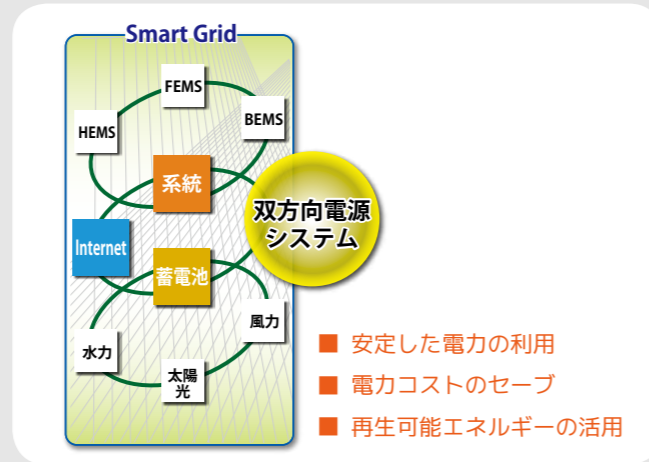 Smart Grid
FEMS
HEMS
BEMS
系統
双方向電源
システム
Internet
蓄電池
風力
水力
太陽
光
■ 安定した電力の利用
■ 電力コストのセーブ
■ 再生可能エネルギーの活用